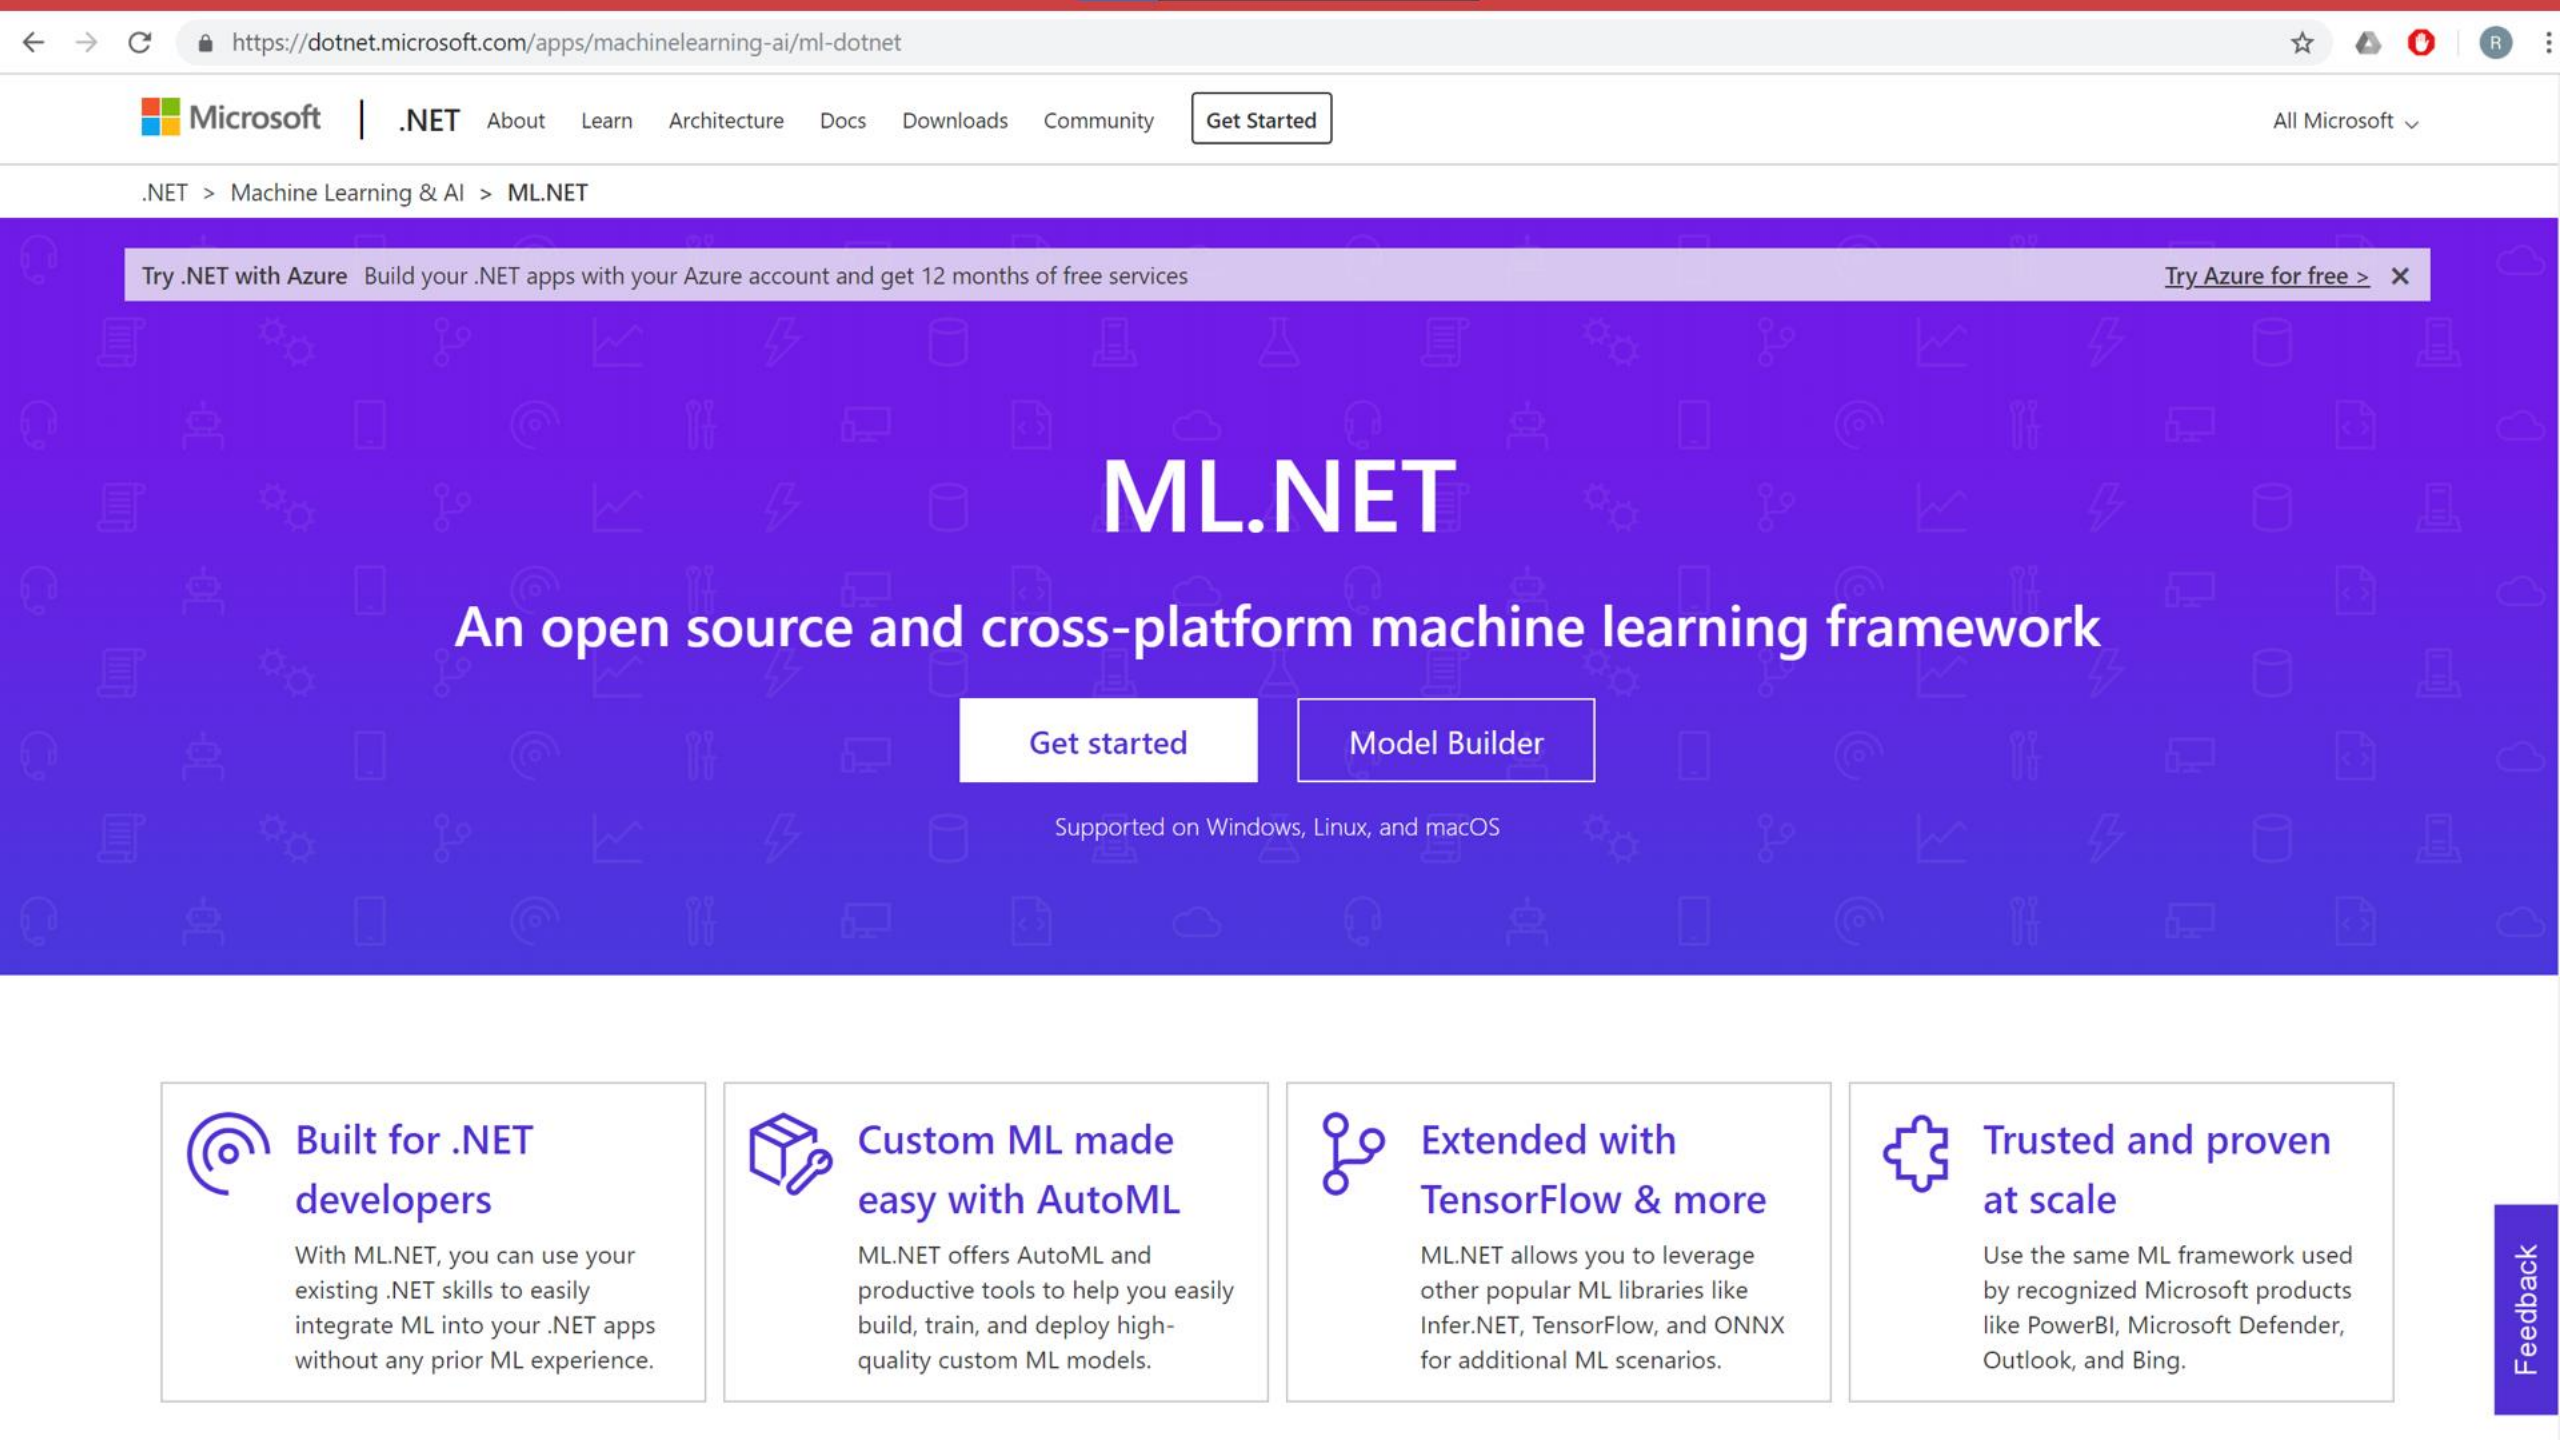 https://dotnet.microsoft.com/apps/machinelearning-ai/ml-dotnet
R
Microsoft | .NET About Learn Architecture Docs Downloads Community Get Started All Microsoft
.NET > Machine Learning & AI > ML.NET
Try .NET with Azure Build your .NET apps with your Azure account and get 12 months of free services Try Azure for free >
ML.NET
An open source and cross-platform machine learning framework
Get started Model Builder
Supported on Windows, Linux, and macOS
Built for .NET
developers
With ML.NET, you can use your
existing .NET skills to easily
integrate ML into your .NET apps
without any prior ML experience.
Custom ML made
easy with AutoML
ML.NET offers AutoML and
productive tools to help you easily
build, train, and deploy high-
quality custom ML models.
Extended with
TensorFlow & more
ML.NET allows you to leverage
other popular ML libraries like
Infer.NET, TensorFlow, and ONNX
for additional ML scenarios.
Trusted and proven
at scale
Use the same ML framework used
by recognized Microsoft products
like PowerBI, Microsoft Defender,
Outlook, and Bing.
Feedback